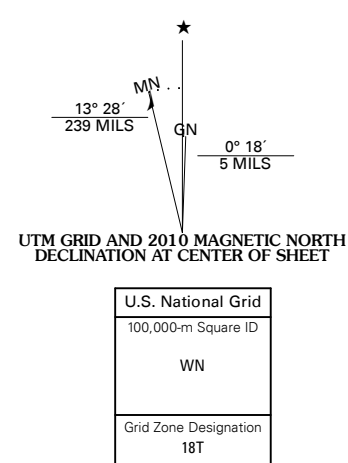 ★
MN
13° 28´
239 MILS
GN
0° 18´
5 MILS
UTM GRID AND 2010 MAGNETIC NORTH
DECLINATION AT CENTER OF SHEET
U.S. National Grid
100,000-m Square ID
WN
Grid Zone Designation
18T